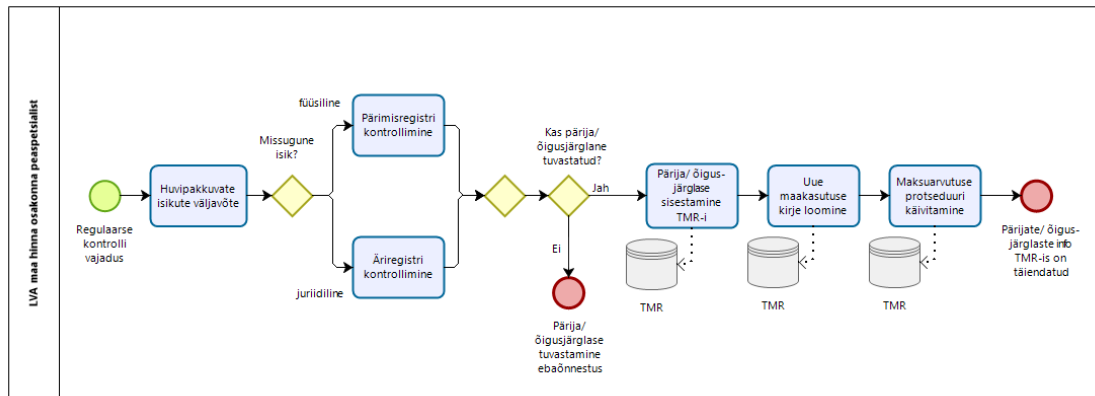 LVA maa hinna osakonna peaspetsialist
Regulaarse
kontrolli
vajadus
Huvipakkuvate
isikute väljavõte
Missugune
isik?
füüsiline
Pärimisregistri
kontrollimine
juriidiline
Äriregistri
kontrollimine
Kas pärija/
õigusjärglane
tuvastatud?
Jah
Ei
Pärija/
õigusjärglase
tuvastamine
ebaõnnestus
Pärija/ õigus-
järglase
sisestamine
TMR-i
TMR
Uue
maakasutuse
kirje loomine
TMR
Maksuarvutuse
protseduuri
käivitamine
TMR
Pärijate/ õigus-
järglaste info
TMR-is on
täiendatud